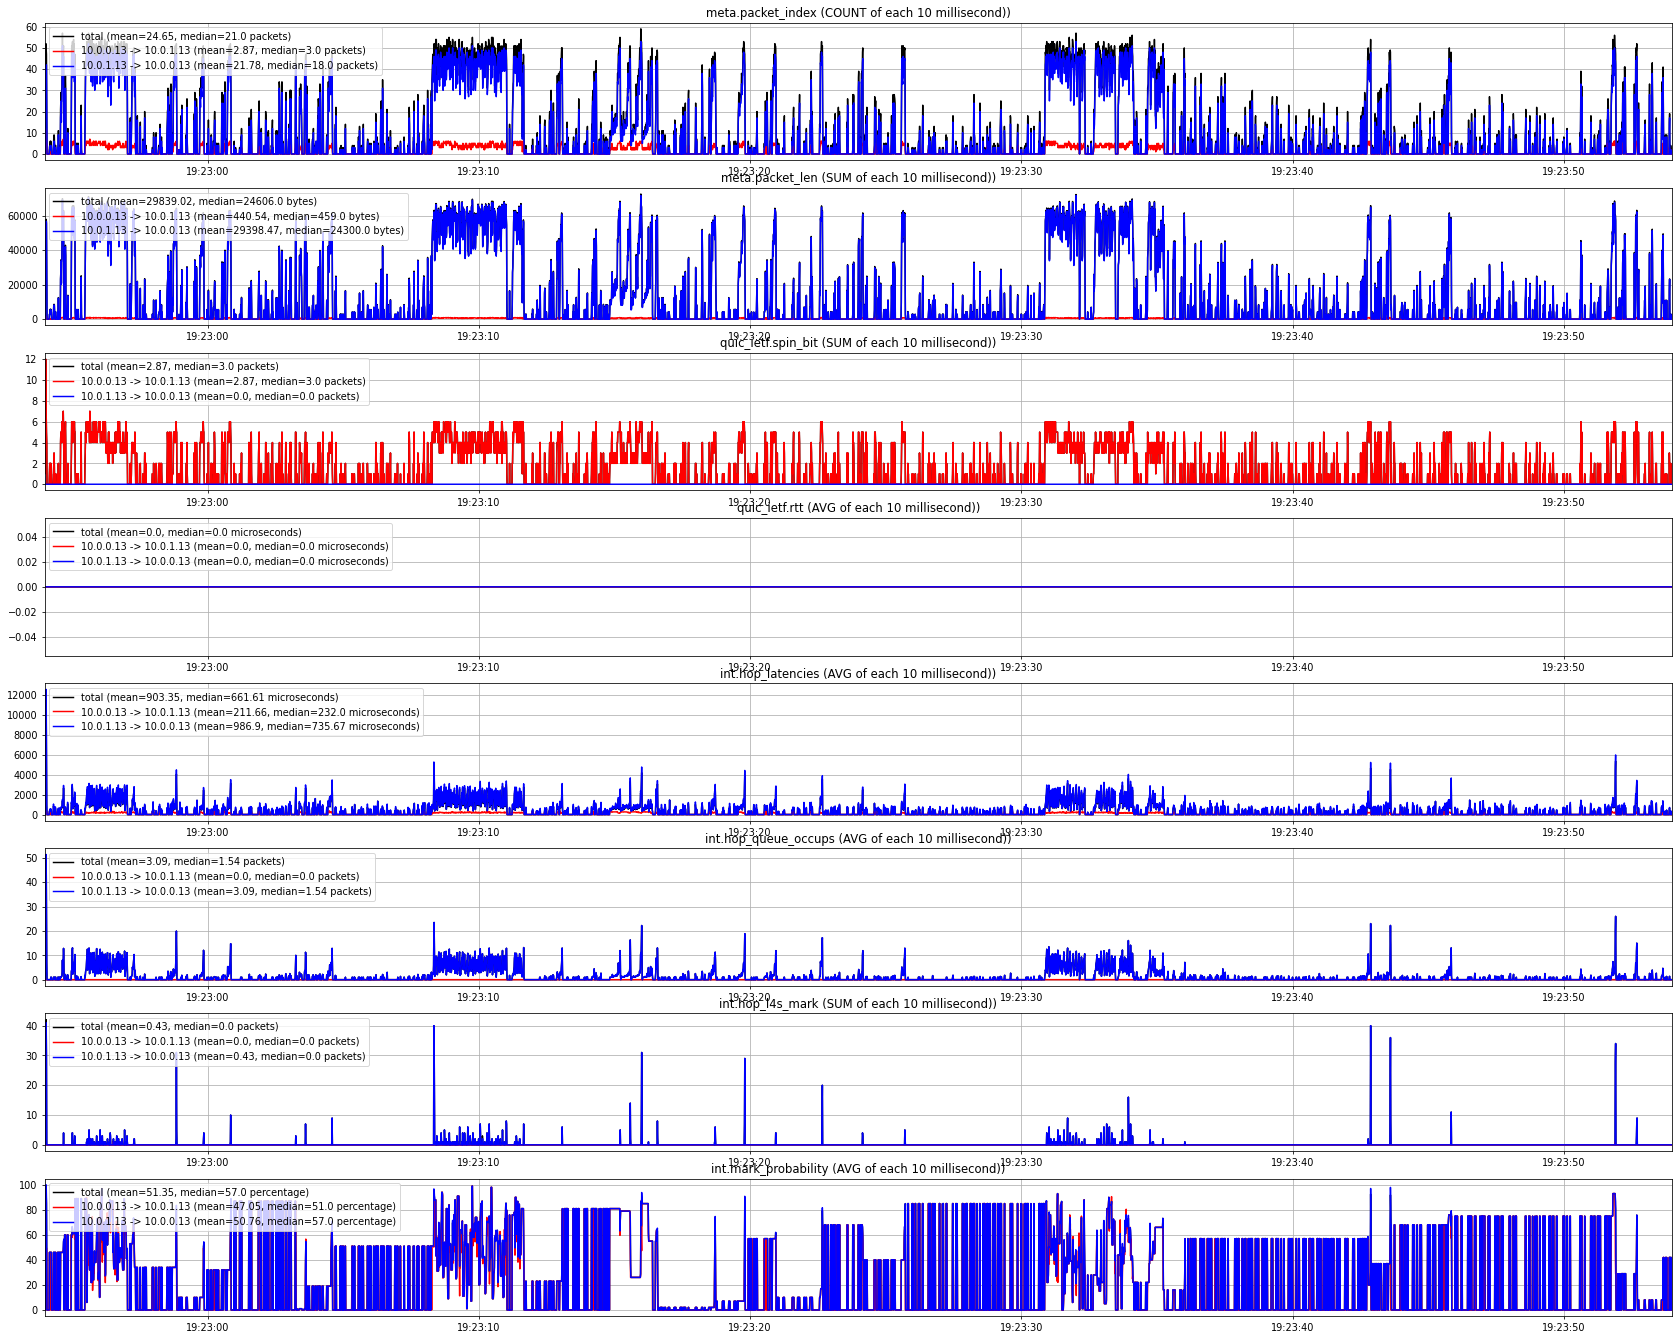 meta.packet_index (COUNT of each 10 millisecond))
60
50
40
30
20
10
0
total (mean=24.65, median=21.0 packets)
10.0.0.13 -> 10.0.1.13 (mean=2.87, median=3.0 packets)
10.0.1.13 -> 10.0.0.13 (mean=21.78, median=18.0 packets)
19:23:00 19:23:10 19:23:20 19:23:30 19:23:40 19:23:50
meta.packet_len (SUM of each 10 millisecond))
60000
40000
20000
0
total (mean=29839.02, median=24606.0 bytes)
10.0.0.13 -> 10.0.1.13 (mean=440.54, median=459.0 bytes)
10.0.1.13 -> 10.0.0.13 (mean=29398.47, median=24300.0 bytes)
19:23:00 19:23:10 19:23:20 19:23:30 19:23:40 19:23:50
quic_ietf.spin_bit (SUM of each 10 millisecond))
12
10
8
6
4
2
0
total (mean=2.87, median=3.0 packets)
10.0.0.13 -> 10.0.1.13 (mean=2.87, median=3.0 packets)
10.0.1.13 -> 10.0.0.13 (mean=0.0, median=0.0 packets)
19:23:00 19:23:10 19:23:20 19:23:30 19:23:40 19:23:50
quic_ietf.rtt (AVG of each 10 millisecond))
0.04
0.02
0.00
−0.02
−0.04
total (mean=0.0, median=0.0 microseconds)
10.0.0.13 -> 10.0.1.13 (mean=0.0, median=0.0 microseconds)
10.0.1.13 -> 10.0.0.13 (mean=0.0, median=0.0 microseconds)
19:23:00 19:23:10 19:23:20 19:23:30 19:23:40 19:23:50
int.hop_latencies (AVG of each 10 millisecond))
12000
10000
8000
6000
4000
2000
0
total (mean=903.35, median=661.61 microseconds)
10.0.0.13 -> 10.0.1.13 (mean=211.66, median=232.0 microseconds)
10.0.1.13 -> 10.0.0.13 (mean=986.9, median=735.67 microseconds)
19:23:00 19:23:10 19:23:20 19:23:30 19:23:40 19:23:50
int.hop_queue_occups (AVG of each 10 millisecond))
50
40
30
20
10
0
total (mean=3.09, median=1.54 packets)
10.0.0.13 -> 10.0.1.13 (mean=0.0, median=0.0 packets)
10.0.1.13 -> 10.0.0.13 (mean=3.09, median=1.54 packets)
19:23:00 19:23:10 19:23:20 19:23:30 19:23:40 19:23:50
int.hop_l4s_mark (SUM of each 10 millisecond))
40
30
20
10
0
total (mean=0.43, median=0.0 packets)
10.0.0.13 -> 10.0.1.13 (mean=0.0, median=0.0 packets)
10.0.1.13 -> 10.0.0.13 (mean=0.43, median=0.0 packets)
19:23:00 19:23:10 19:23:20 19:23:30 19:23:40 19:23:50
int.mark_probability (AVG of each 10 millisecond))
100
80
60
40
20
0
total (mean=51.35, median=57.0 percentage)
10.0.0.13 -> 10.0.1.13 (mean=47.05, median=51.0 percentage)
10.0.1.13 -> 10.0.0.13 (mean=50.76, median=57.0 percentage)
19:23:00 19:23:10 19:23:20 19:23:30 19:23:40 19:23:50